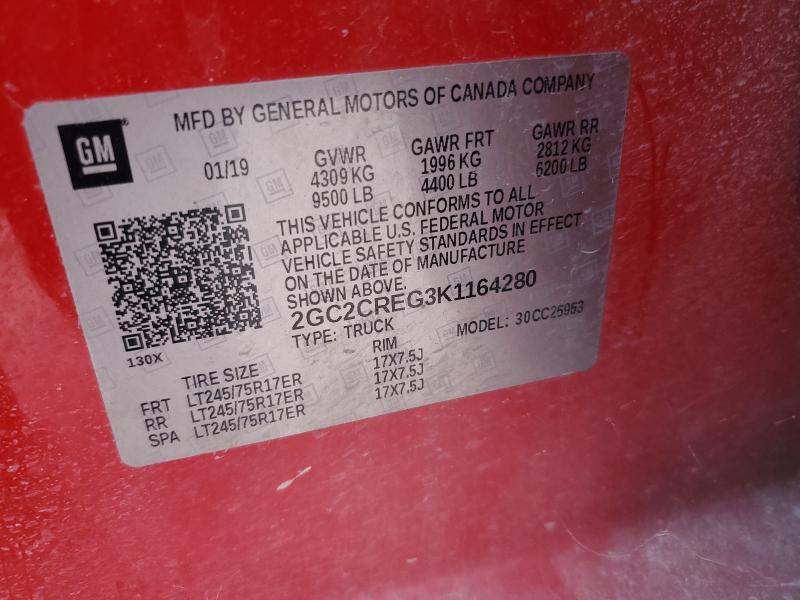 GM
MFD BY GENERAL MOTORS OF CANADA COMPANY
01/19 GVWR GAWR FRT GAWR RR
4309 KG 1996 KG 2812 KG
9500 LB 4400 LB 6200 LB
THIS VEHICLE CONFORMS TO ALL
APPLICABLE U.S. FEDERAL MOTOR
VEHICLE SAFETY STANDARDS IN EFFECT
ON THE DATE OF MANUFACTURE
SHOWN ABOVE.
2GC2CREG3K1164280
TYPE: TRUCK MODEL: 30CC25953
130X
TIRE SIZE RIM
FRT LT245/75R17ER 17X7.5J
RR LT245/75R17ER 17X7.5J
SPA LT245/75R17ER 17X7.5J